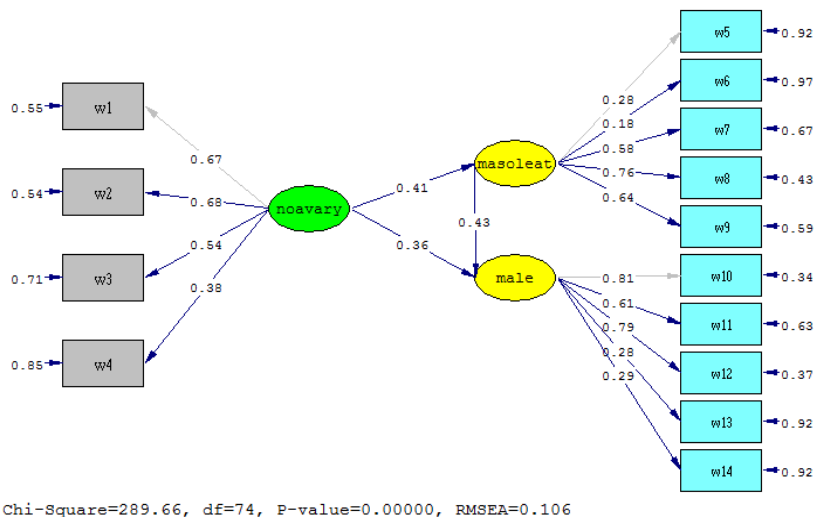 w5
0.92
w6
0.97
w1
0.55
0.28
0.18
w7
0.67
0.58
0.67
masoleat
0.76
w8
0.43
w2
0.54
0.68
0.41
0.64
noavary
0.54
0.43
w9
0.59
0.36
w3
0.71
0.38
male
0.81
w10
0.34
0.61
0.79
w11
0.63
0.28
w4
0.85
0.29
w12
0.37
w13
0.92
w14
0.92
Chi-Square=289.66, df=74, P-value=0.00000, RMSEA=0.106